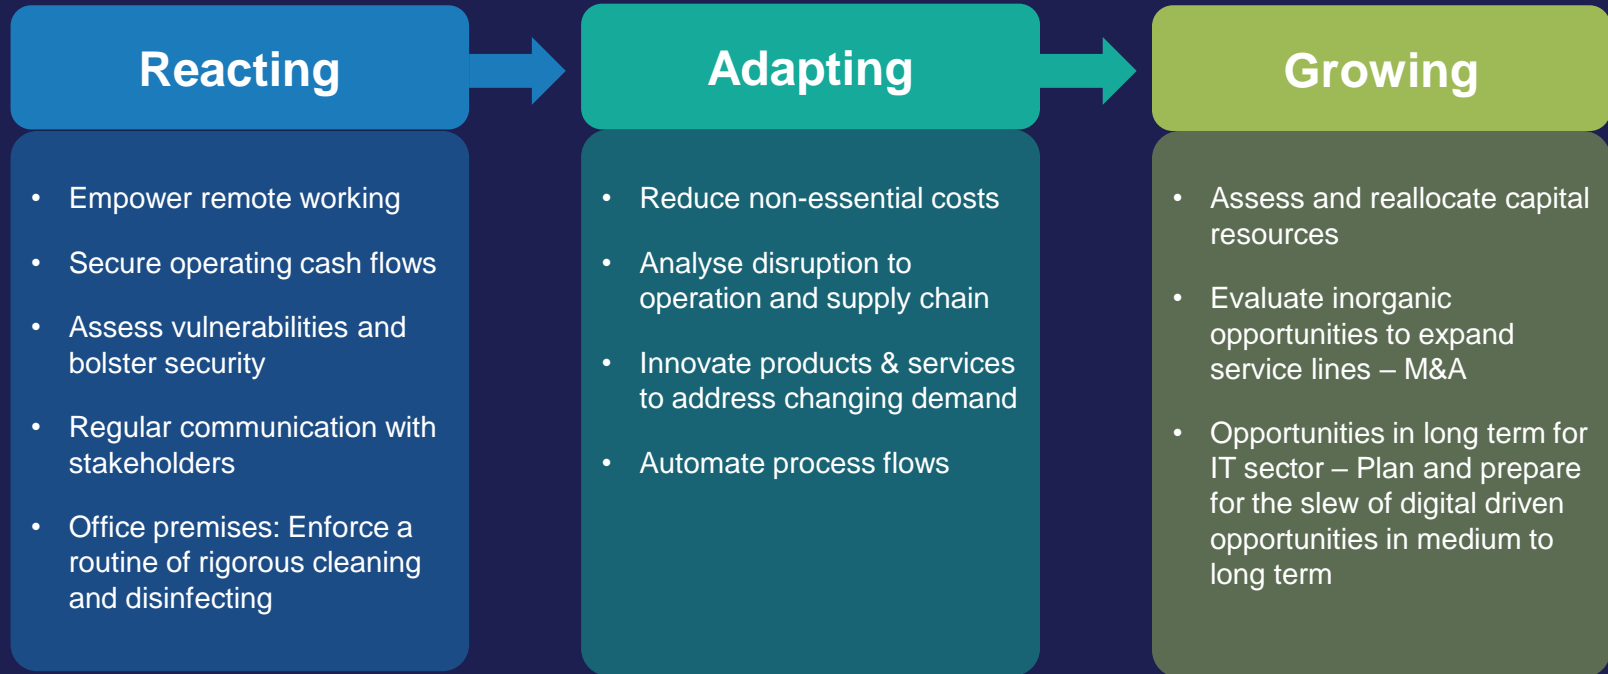 Reacting
• Empower remote working
• Secure operating cash flows
• Assess vulnerabilities and
bolster security
• Regular communication with
stakeholders
• Office premises: Enforce a
routine of rigorous cleaning
and disinfecting
Adapting
• Reduce non-essential costs
• Analyse disruption to
operation and supply chain
• Innovate products & services
to address changing demand
• Automate process flows
Growing
• Assess and reallocate capital
resources
• Evaluate inorganic
opportunities to expand
service lines – M&A
• Opportunities in long term for
IT sector – Plan and prepare
for the slew of digital driven
opportunities in medium to
long term